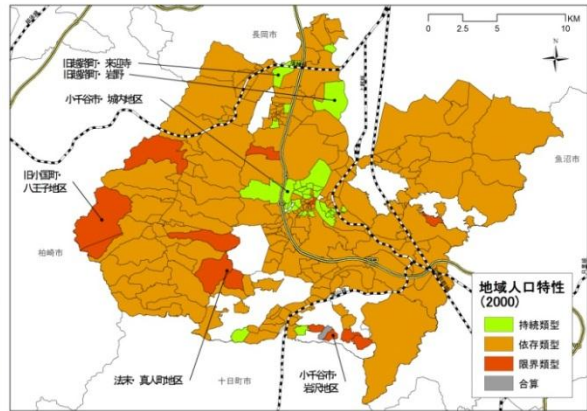 0 2.5 5 10
KM
長岡市
旧越路町・来迎寺
旧越路町・岩野
小千谷市・城内地区
魚沼市
旧小国町・
八王子地区
柏崎市
地域人口特性
(2000)
持続類型
依存類型
限界類型
合算
法末・真人町地区
十日町市
小千谷市・
岩沢地区